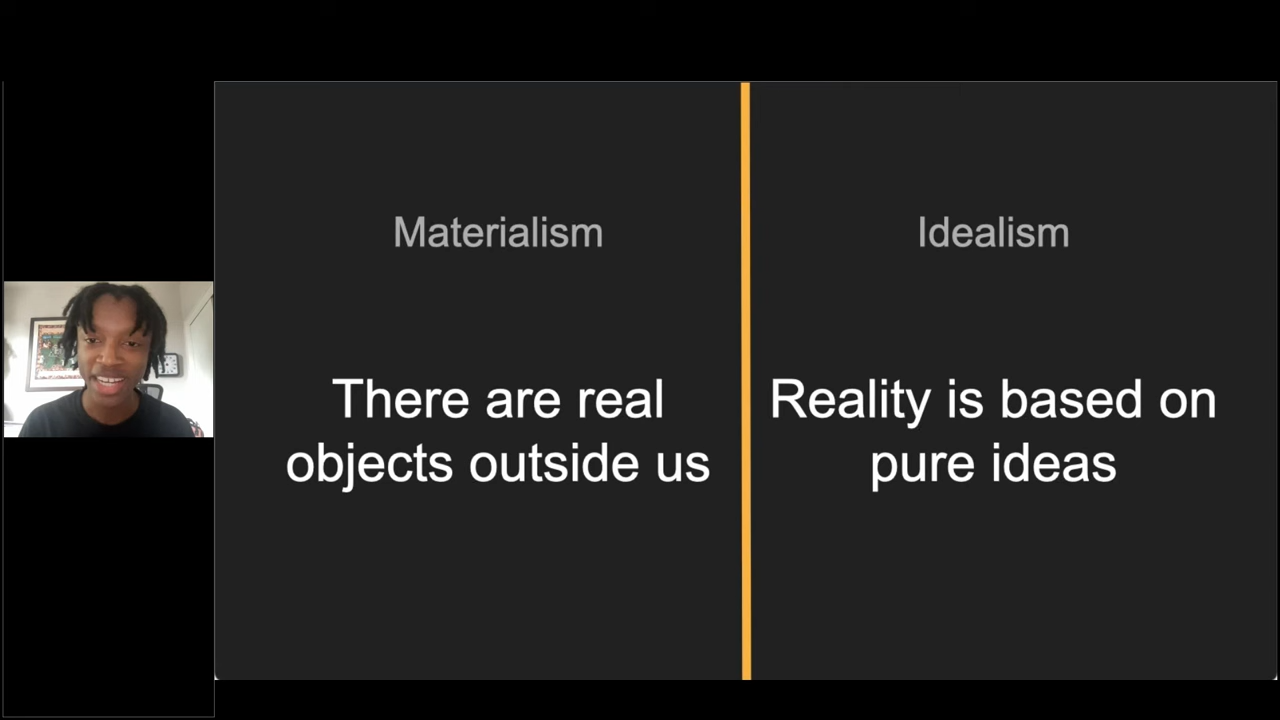 Materialism
There are real
objects outside us
Idealism
Reality is based on
pure ideas